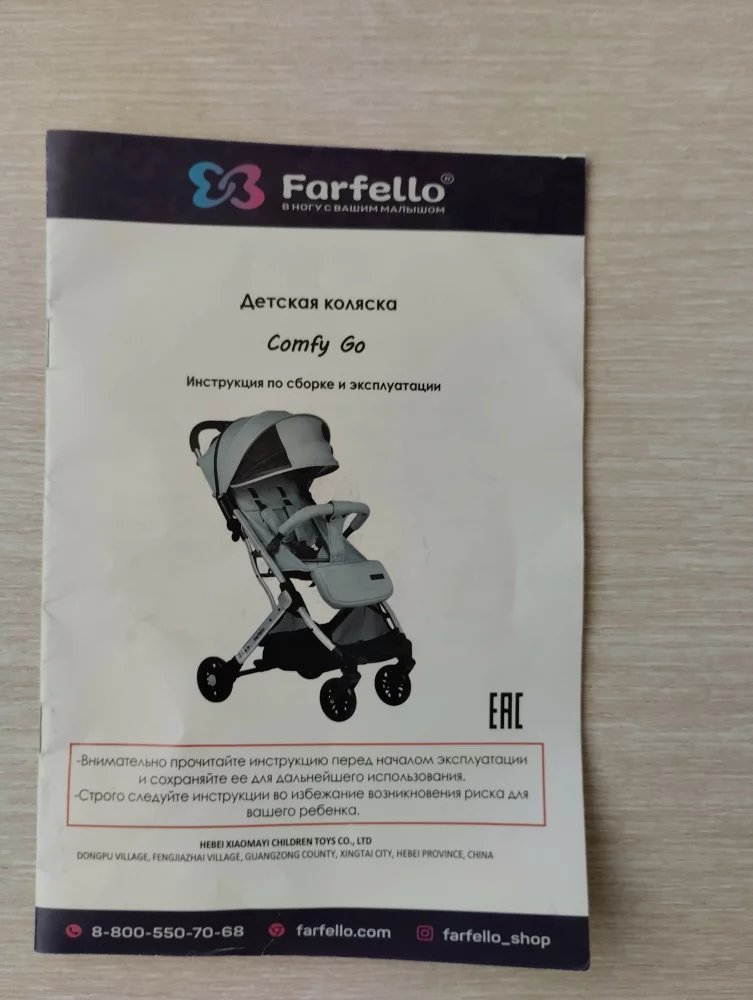 Farfello®
В НОГУ С ВАШИМ МАЛЫШОМ
Детская коляска
Comfy Go
Инструкция по сборке и эксплуатации
EAC
-Внимательно прочитайте инструкцию перед началом эксплуатации
и сохраняйте ее для дальнейшего использования.
-Строго следуйте инструкции во избежание возникновения риска для
вашего ребенка.
HEBEI XIAOMAYI CHILDREN TOYS CO., LTD
DONGPU VILLAGE, FENGJIAZHAI VILLAGE, GUANGZONG COUNTY, XINGTAI CITY, HEBEI PROVINCE, CHINA
8-800-550-70-68 farfello.com farfello_shop